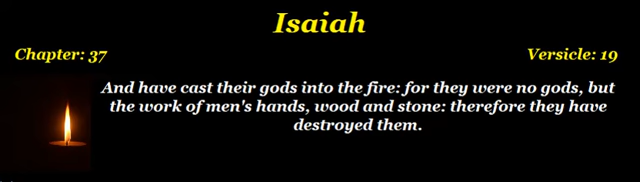 Isaiah
Chapter: 37 Versicle: 19
And have cast their gods into the fire: for they were no gods, but
the work of men's hands, wood and stone: therefore they have
destroyed them.